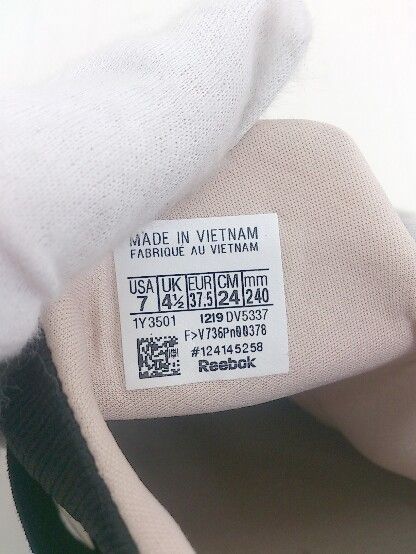 MADE IN VIETNAM
FABRIQUE AU VIETNAM
USA UK EUR CM mm
7 4½ 37.5 24 240
1Y3501 1219 DV5337
F>V736Pn00378
#124145258
Reebok